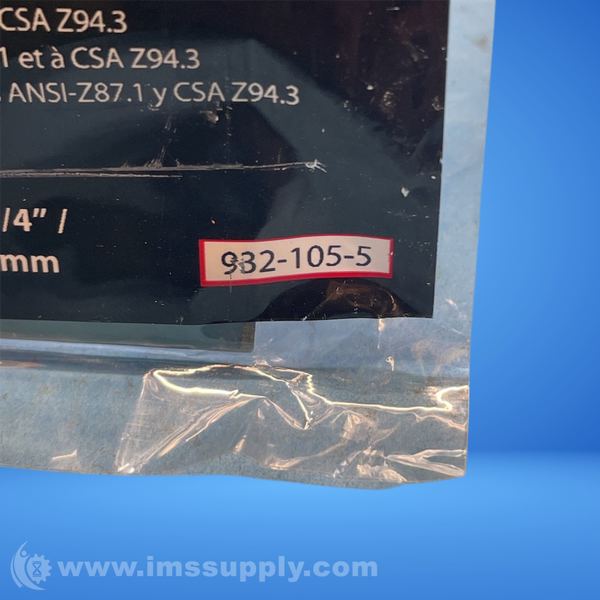 CSA Z94.3
1 et à CSA Z94.3
ANSI-Z87.1 y CSA Z94.3
/4" /
mm
932-105-5
www.imssupply.com